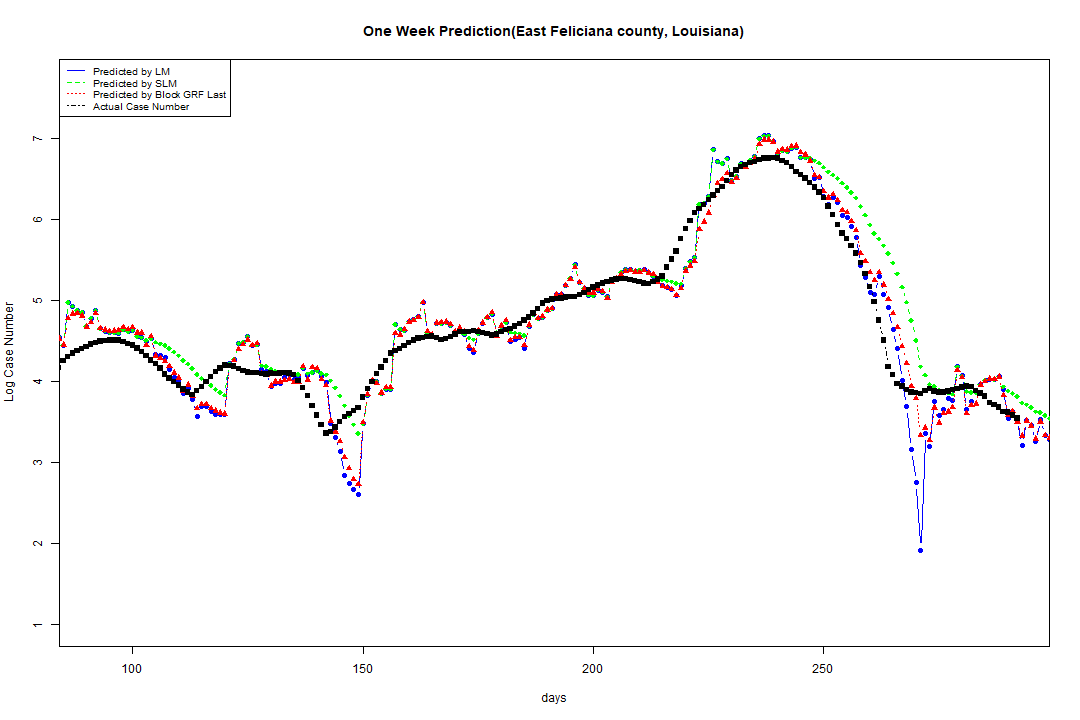 One Week Prediction(East Feliciana county, Louisiana)
Predicted by LM
Predicted by SLM
Predicted by Block GRF Last
Actual Case Number
7
6
5
4
3
2
1
Log Case Number
100 150 200 250
days